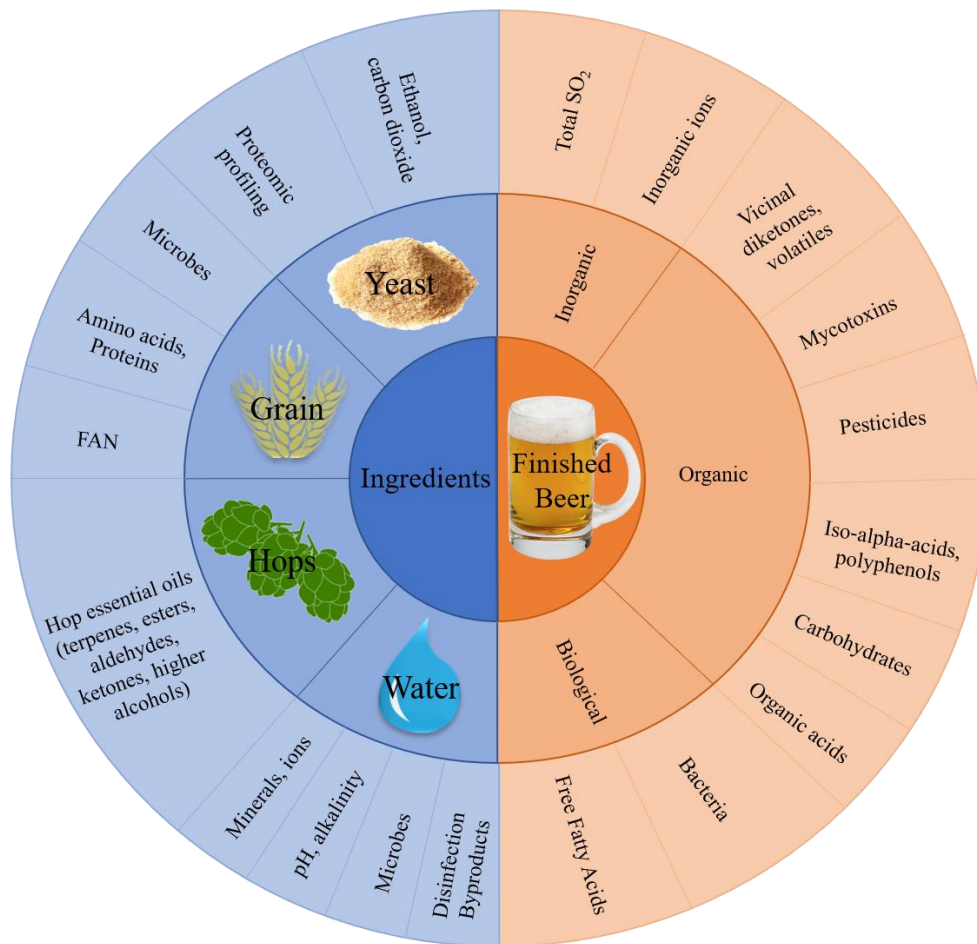 Ingredients
Yeast
Ethanol,
carbon dioxide
Proteomic
profiling
Grain
Microbes
Amino acids,
Proteins
FAN
Hops
Hop essential oils
(terpenes, esters,
aldehydes,
ketones, higher
alcohols)
Water
Minerals, ions
pH, alkalinity
Microbes
Disinfection
Byproducts
Finished
Beer
Inorganic
Total SO₂
Inorganic ions
Organic
Vicinal
diketones,
volatiles
Mycotoxins
Pesticides
Iso-alpha-acids,
polyphenols
Carbohydrates
Organic acids
Biological
Bacteria
Free Fatty Acids